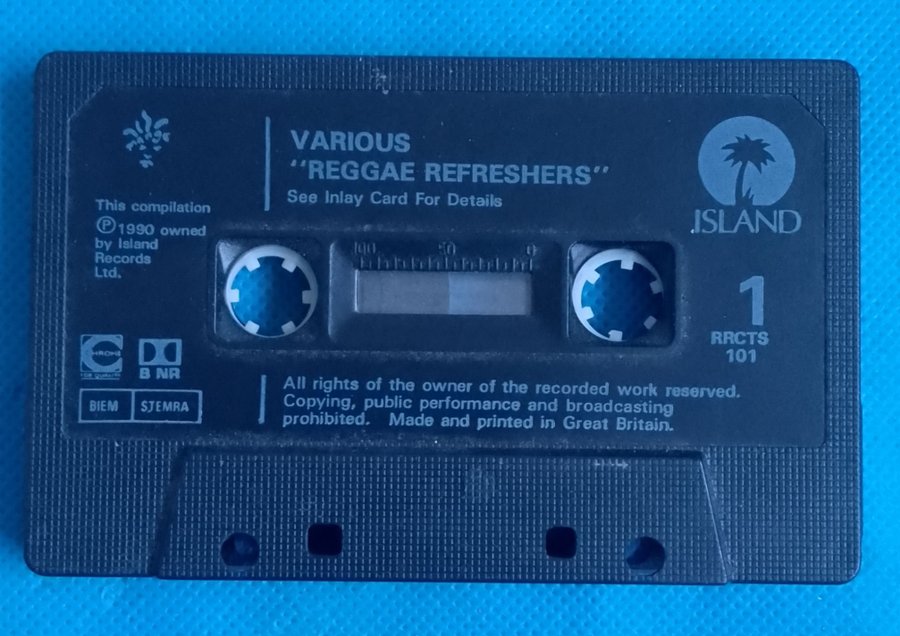 VARIOUS
"REGGAE REFRESHERS"
See Inlay Card For Details
ISLAND
This compilation
Ⓟ1990 owned
by Island
Records
Ltd.
100 50 0
1
RRCTS
101
CHROME
B NR
BIEM STEMRA
All rights of the owner of the recorded work reserved.
Copying, public performance and broadcasting
prohibited. Made and printed in Great Britain.